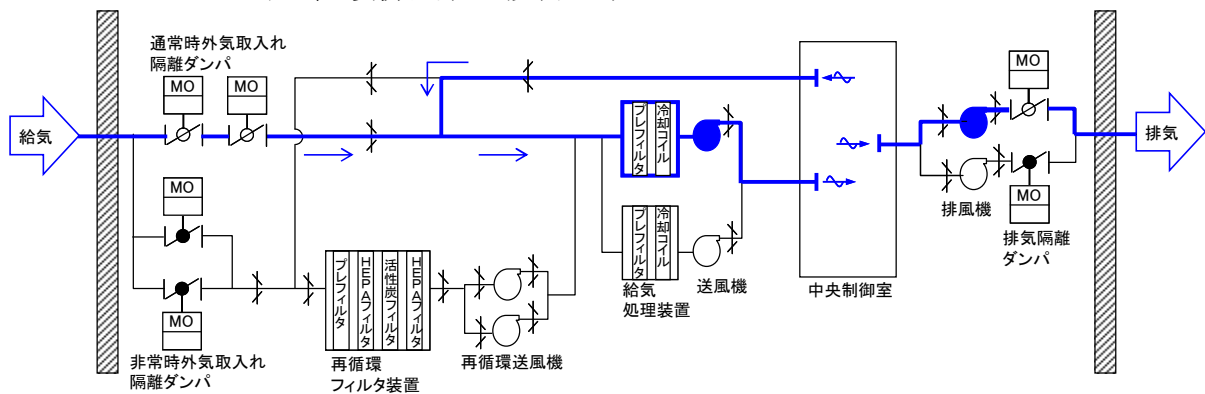 通常時外気取入れ
隔離ダンパ
MO
MO
給気
MO
MO
非常時外気取入れ
隔離ダンパ
プレフィルタ
HEPAフィルタ
活性炭フィルタ
HEPAフィルタ
再循環
フィルタ装置
再循環送風機
プレフィルタ
冷却コイル
プレフィルタ
冷却コイル
給気
処理装置
送風機
中央制御室
MO
排風機
MO
排気隔離
ダンパ
排気